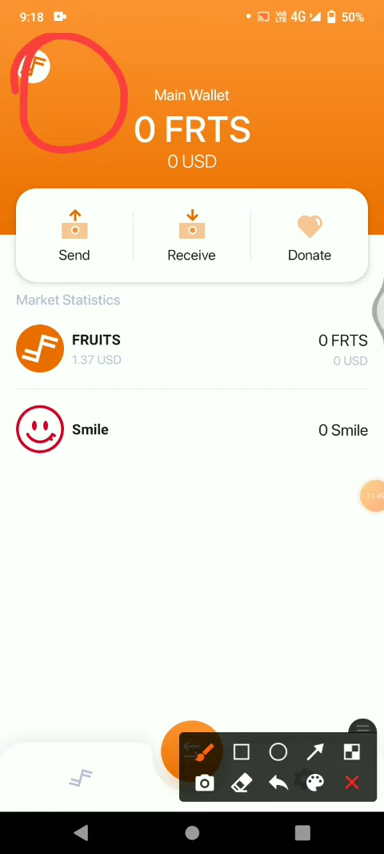 9:18 4G 50%
Main Wallet
0 FRTS
0 USD
Send Receive Donate
Market Statistics
FRUITS 0 FRTS
1.37 USD 0 USD
Smile 0 Smile